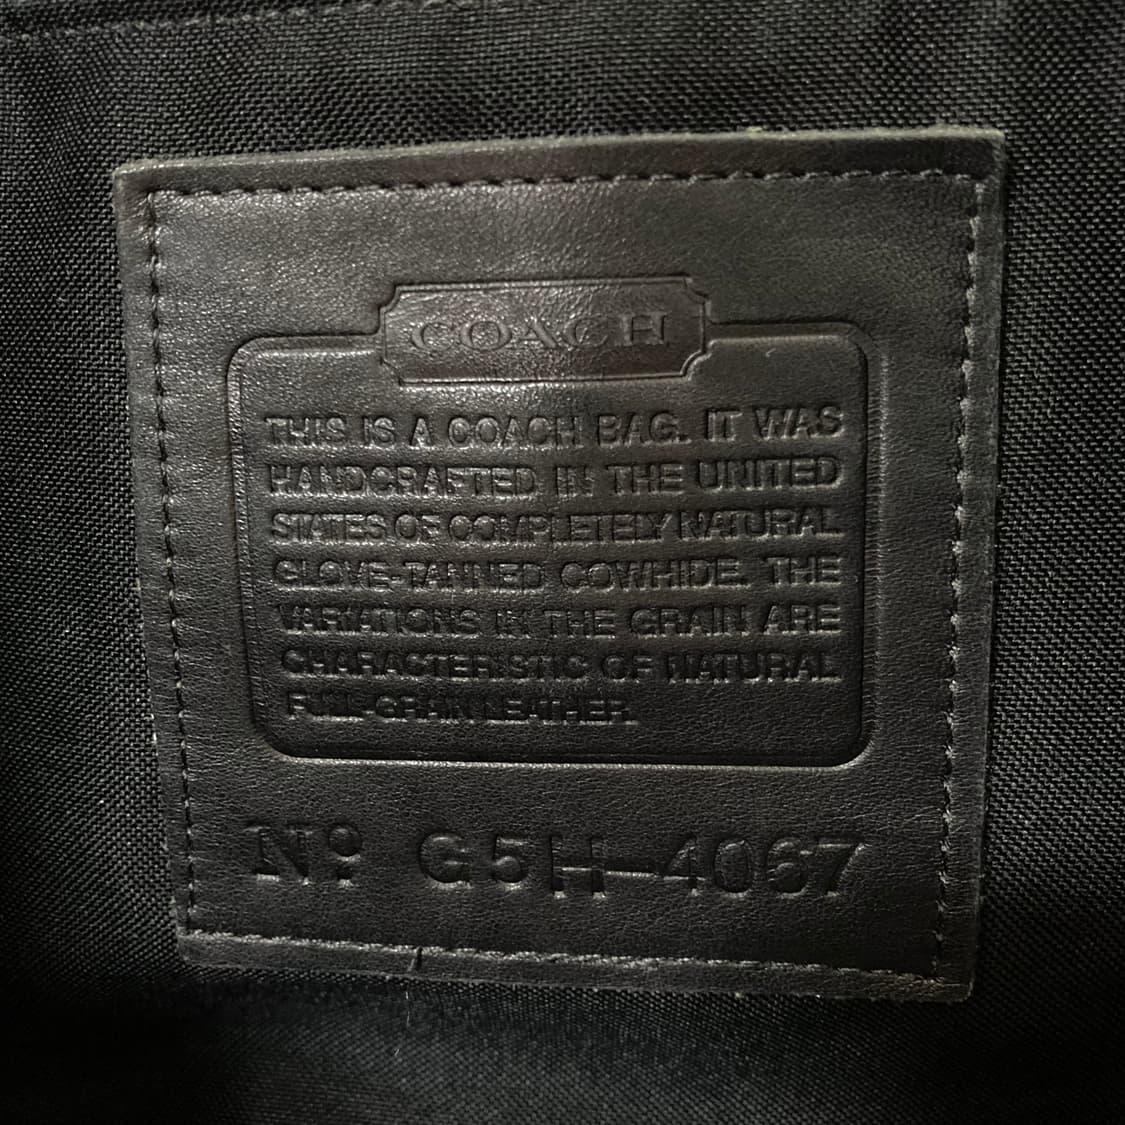 COACH
THIS IS A COACH BAG. IT WAS
HANDCRAFTED IN THE UNITED
STATES OF COMPLETELY NATURAL
GLOVE-TANNED COWHIDE. THE
VARIATIONS IN THE GRAIN ARE
CHARACTERISTIC OF NATURAL
FULL-GRAIN LEATHER.
Nº G5H-4067